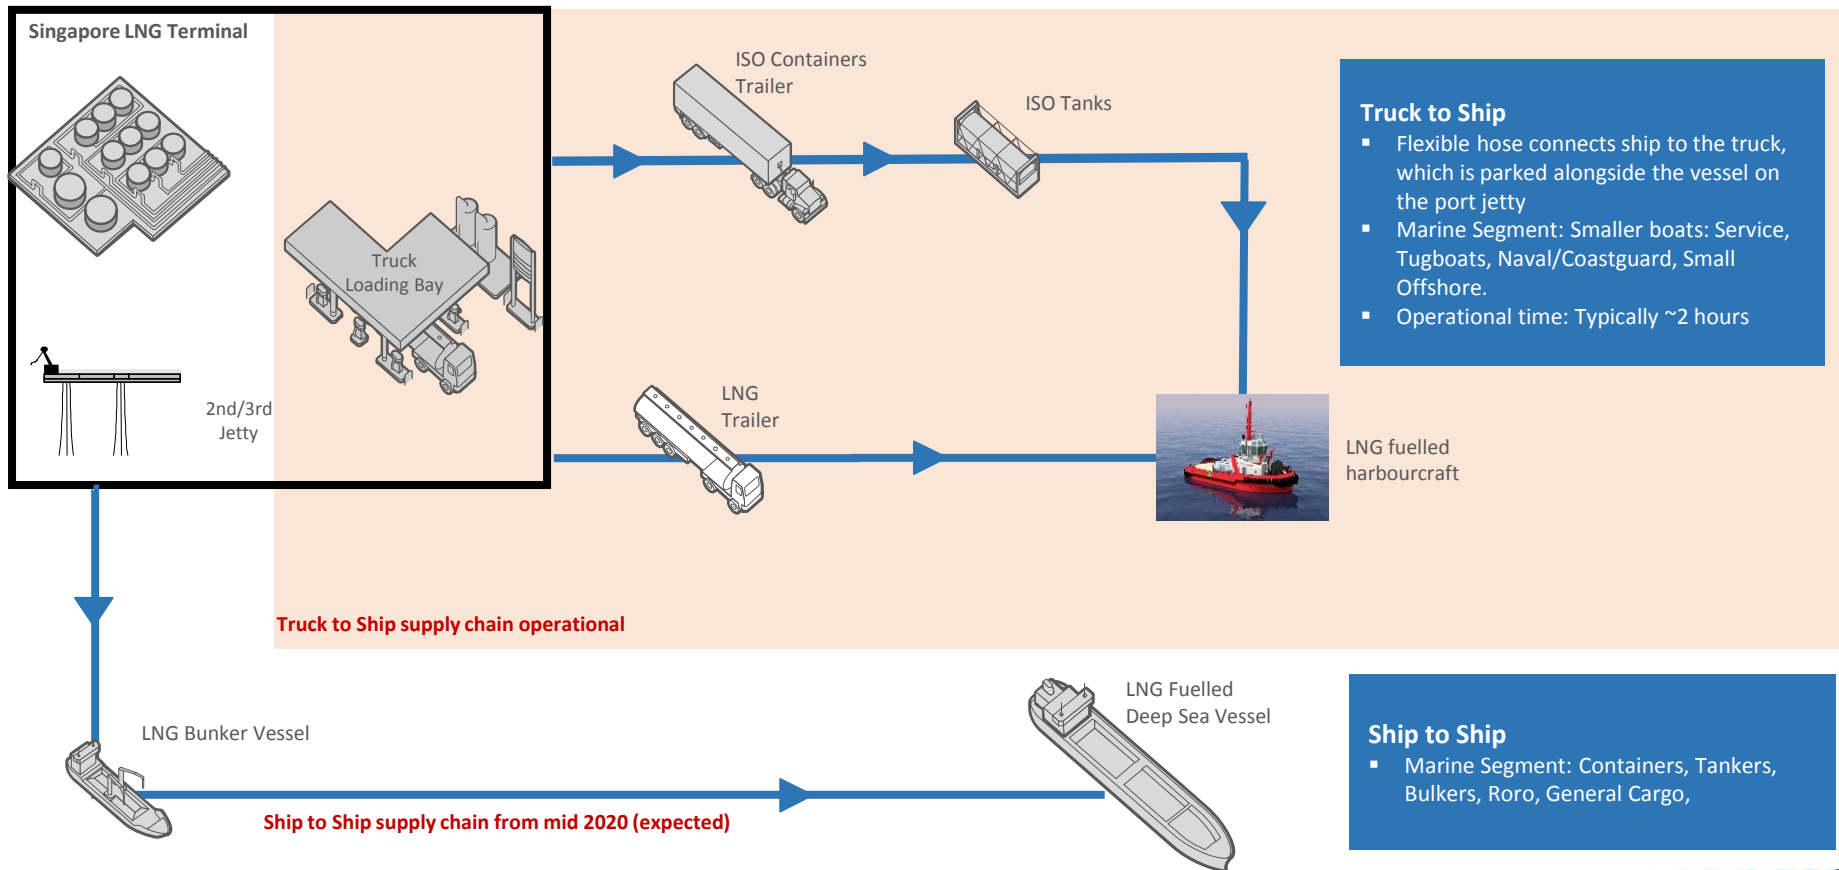 Singapore LNG Terminal
ISO Containers
Trailer
ISO Tanks
Truck
Loading Bay
2nd/3rd
Jetty
LNG
Trailer
LNG fuelled
harbourcraft
Truck to Ship
▪ Flexible hose connects ship to the truck,
which is parked alongside the vessel on
the port jetty
▪ Marine Segment: Smaller boats: Service,
Tugboats, Naval/Coastguard, Small
Offshore.
▪ Operational time: Typically ~2 hours
Truck to Ship supply chain operational
LNG Bunker Vessel
LNG Fuelled
Deep Sea Vessel
Ship to Ship supply chain from mid 2020 (expected)
Ship to Ship
▪ Marine Segment: Containers, Tankers,
Bulkers, Roro, General Cargo,